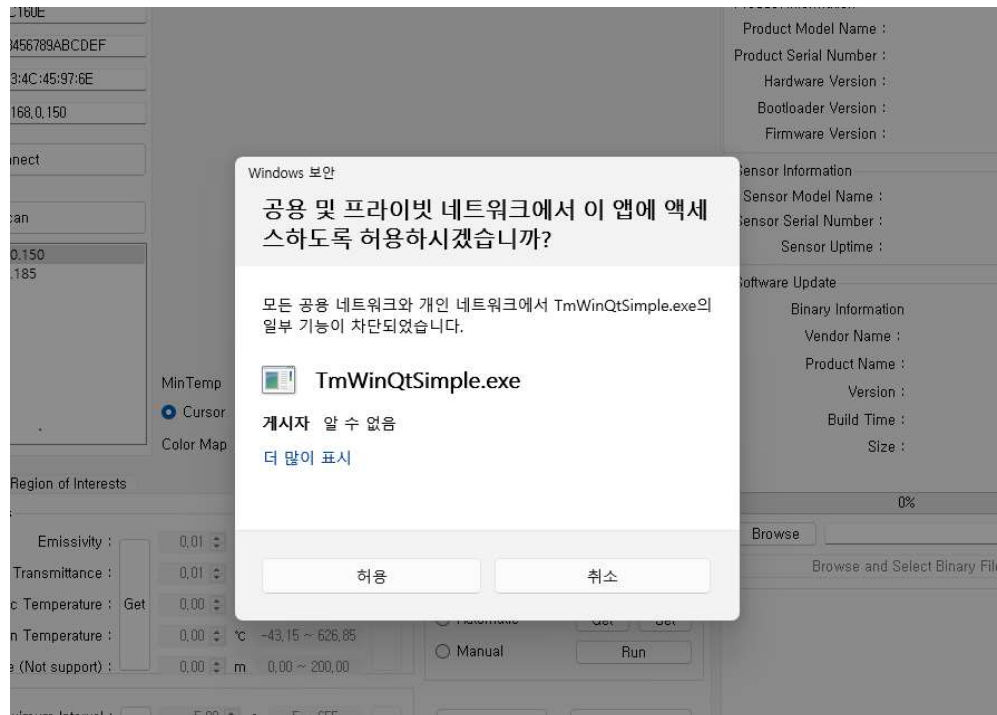 C160E
3456789ABCDEF
3:4C:45:97:6E
168.0.150
nnect
can
0.150
.185
MinTemp
Cursor
Color Map
Region of Interests
Emissivity :
0,01
Transmittance :
0,01
c Temperature :
Get
0,00
n Temperature :
0,00
℃
-43,15 ~ 626,85
e (Not support) :
0,00
m
0,00 ~ 200,00
Windows 보안
공용 및 프라이빗 네트워크에서 이 앱에 액세
스하도록 허용하시겠습니까?
모든 공용 네트워크와 개인 네트워크에서 TmWinQtSimple.exe의
일부 기능이 차단되었습니다.
TmWinQtSimple.exe
게시자 알 수 없음
더 많이 표시
허용
취소
Manual
Run
Product Model Name :
Product Serial Number :
Hardware Version :
Bootloader Version :
Firmware Version :
Sensor Information
Sensor Model Name :
Sensor Serial Number :
Sensor Uptime :
Software Update
Binary Information
Vendor Name :
Product Name :
Version :
Build Time :
Size :
0%
Browse
Browse and Select Binary File